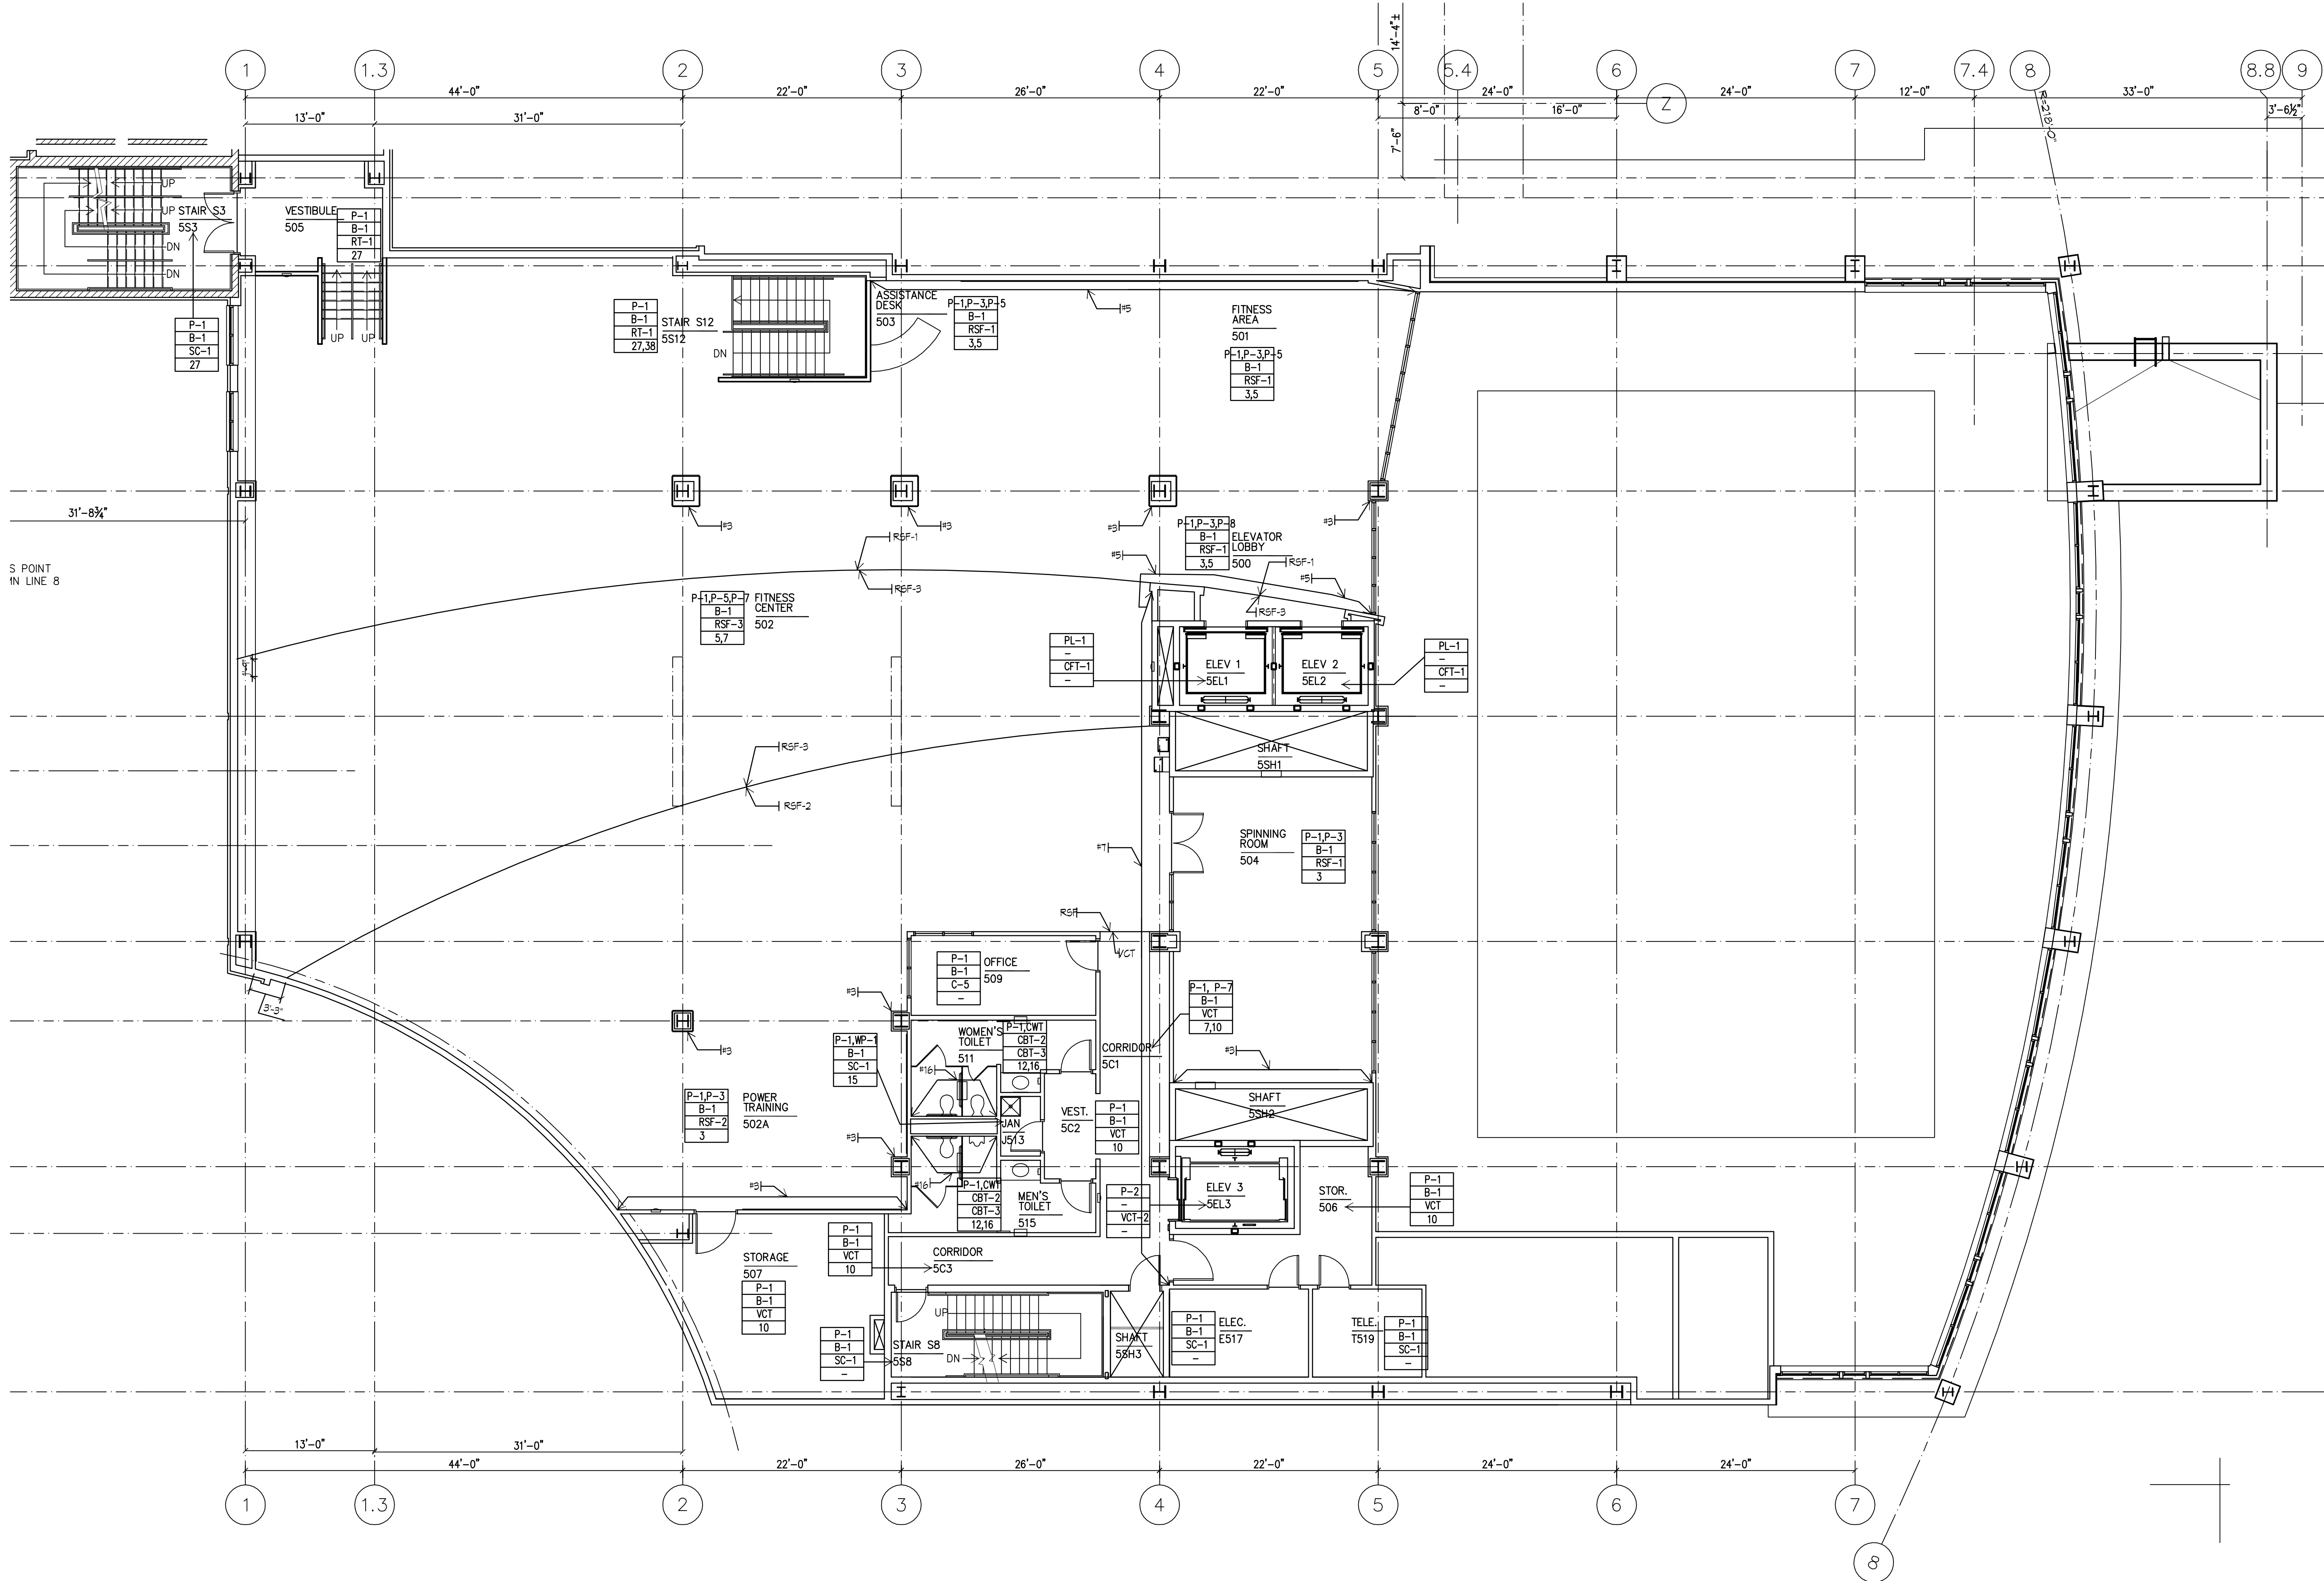 14'-4"±
1
1.3
2
3
4
5
5.4
6
7
7.4
8
8.8
9
44'-0"
22'-0"
26'-0"
22'-0"
24'-0"
24'-0"
12'-0"
33'-0"
Z
13'-0"
31'-0"
8'-0"
16'-0"
3'-6½"
7'-6"
R=218'-0"
UP
UP
DN
DN
STAIR S3
5S3
VESTIBULE
505
P-1
B-1
RT-1
27
P-1
B-1
SC-1
27
UP
UP
P-1
B-1
RT-1
27,38
STAIR S12
5S12
DN
ASSISTANCE
DESK
503
P-1,P-3,P-5
B-1
RSF-1
3,5
#5
FITNESS
AREA
501
P-1,P-3,P-5
B-1
RSF-1
3,5
31'-8¾"
S POINT
MN LINE 8
#3
#3
#3
#3
RSF-1
RSF-3
P-1,P-3,P-8
B-1
RSF-1
3,5
ELEVATOR
LOBBY
500
#5
RSF-1
#5
RSF-3
P-1,P-5,P-7
B-1
RSF-3
5,7
FITNESS
CENTER
502
PL-1
-
CFT-1
-
ELEV 1
5EL1
ELEV 2
5EL2
PL-1
-
CFT-1
-
SHAFT
5SH1
RSF-3
RSF-2
#7
SPINNING
ROOM
504
P-1,P-3
B-1
RSF-1
3
RSF
VCT
P-1
B-1
C-5
-
OFFICE
509
3'-3"
#3
#3
P-1, P-7
B-1
VCT
7,10
P-1,WP-1
B-1
SC-1
15
WOMEN'S
TOILET
511
P-1,CWT
CBT-2
CBT-3
12,16
#16
CORRIDOR
5C1
#3
P-1,P-3
B-1
RSF-2
3
POWER
TRAINING
502A
JAN
J513
VEST.
5C2
P-1
B-1
VCT
10
SHAFT
5SH2
#3
#3
#16
P-1,CWT
CBT-2
CBT-3
12,16
MEN'S
TOILET
515
P-2
-
VCT-2
-
ELEV 3
5EL3
STOR.
506
P-1
B-1
VCT
10
STORAGE
507
P-1
B-1
VCT
10
P-1
B-1
VCT
10
CORRIDOR
5C3
P-1
B-1
SC-1
-
STAIR S8
5S8
UP
DN
SHAFT
5SH3
P-1
B-1
SC-1
-
ELEC.
E517
TELE.
T519
P-1
B-1
SC-1
-
13'-0"
31'-0"
44'-0"
22'-0"
26'-0"
22'-0"
24'-0"
24'-0"
1
1.3
2
3
4
5
6
7
8